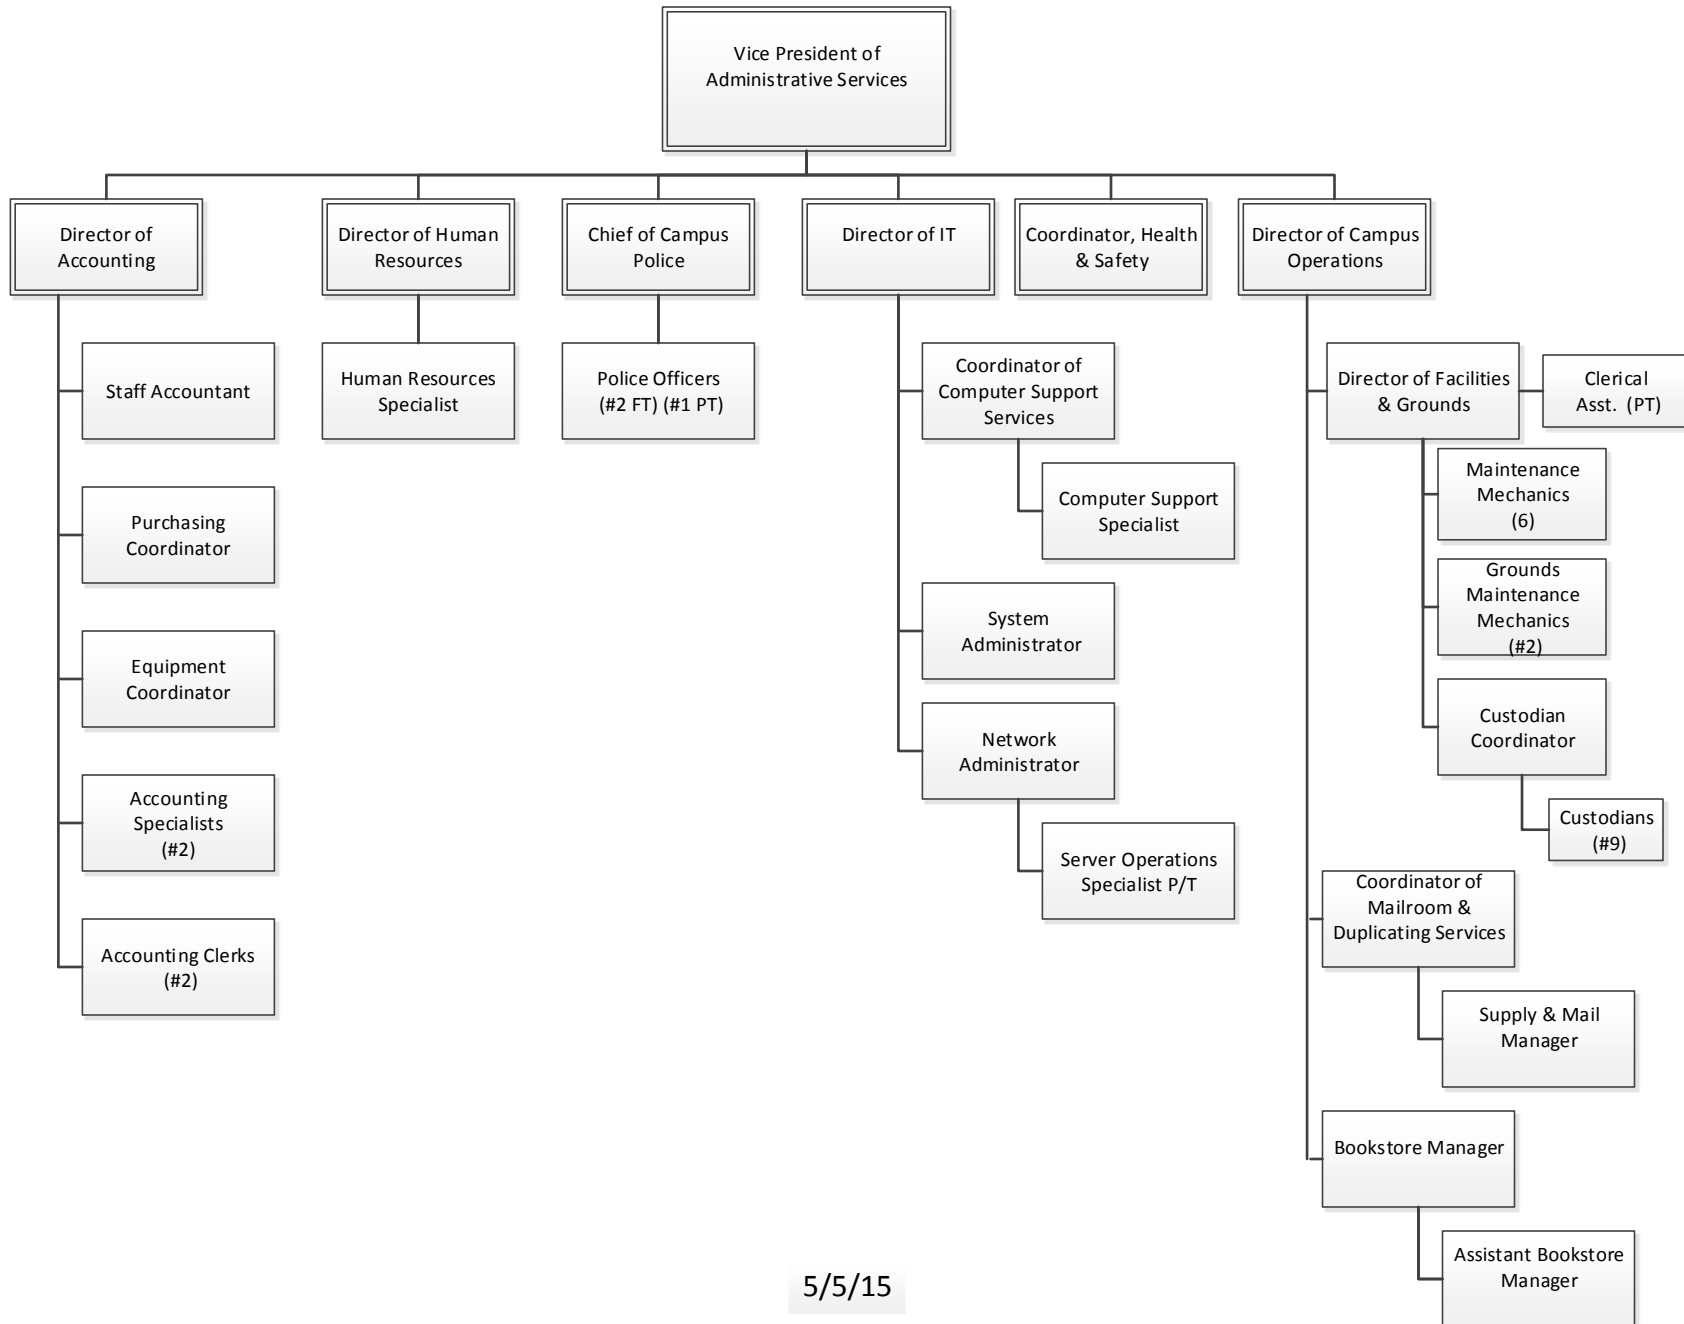 Vice President of
Administrative Services
Director of
Accounting
Director of Human
Resources
Chief of Campus
Police
Director of IT
Coordinator, Health
& Safety
Director of Campus
Operations
Staff Accountant
Purchasing
Coordinator
Equipment
Coordinator
Accounting
Specialists
(#2)
Accounting Clerks
(#2)
Human Resources
Specialist
Police Officers
(#2 FT) (#1 PT)
Coordinator of
Computer Support
Services
Computer Support
Specialist
System
Administrator
Network
Administrator
Server Operations
Specialist P/T
Director of Facilities
& Grounds
Clerical
Asst. (PT)
Maintenance
Mechanics
(6)
Grounds
Maintenance
Mechanics
(#2)
Custodian
Coordinator
Custodians
(#9)
Coordinator of
Mailroom &
Duplicating Services
Supply & Mail
Manager
Bookstore Manager
Assistant Bookstore
Manager
5/5/15